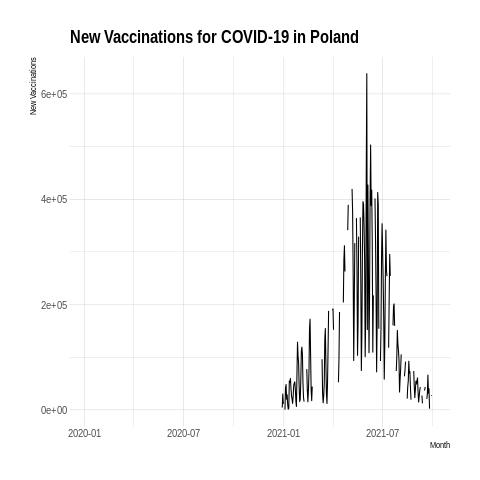 New Vaccinations for COVID-19 in Poland
New Vaccinations
6e+05
4e+05
2e+05
0e+00
2020-01 2020-07 2021-01 2021-07
Month